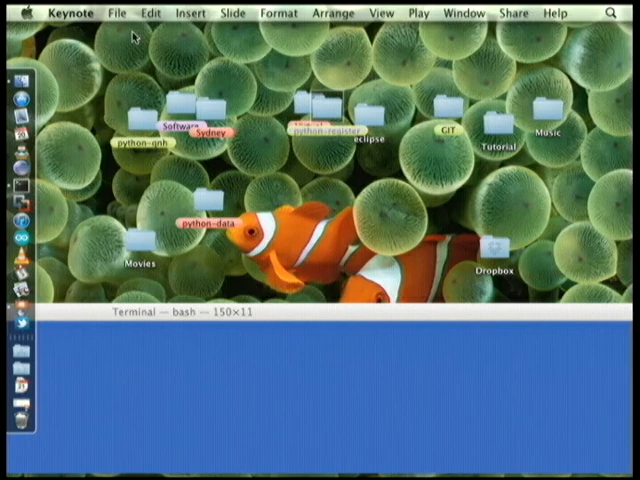 Keynote File Edit Insert Slide Format Arrange View Play Window Share Help
python-qnh
Software
Sydney
python-register
eclipse
GIT
Tutorial
Music
python-data
Movies
Dropbox
Terminal — bash — 150×11